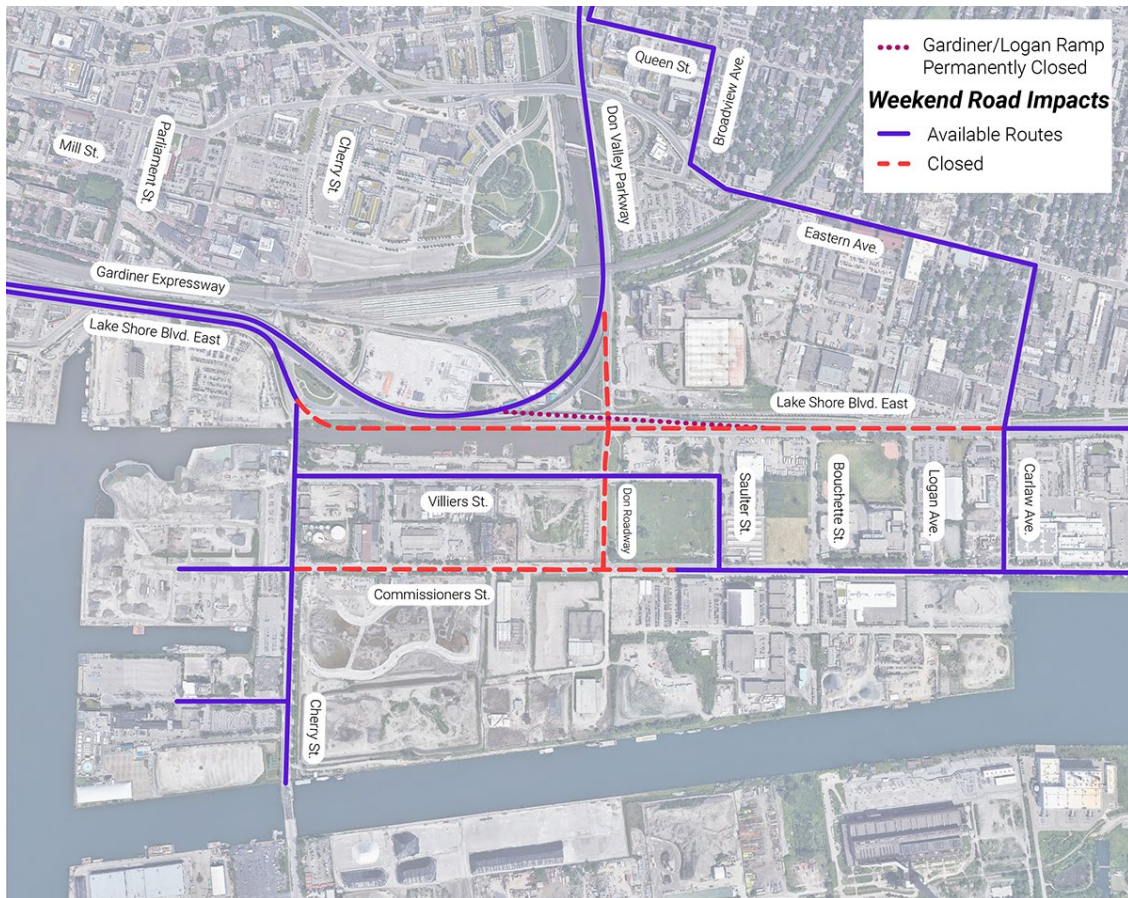 Gardiner/Logan Ramp
Permanently Closed
Weekend Road Impacts
Available Routes
Closed
Queen St.
Broadview Ave.
Don Valley Parkway
Mill St.
Parliament St.
Cherry St.
Eastern Ave.
Gardiner Expressway
Lake Shore Blvd. East
Lake Shore Blvd. East
Villiers St.
Don Roadway
Saulter St.
Bouchette St.
Logan Ave.
Carlaw Ave.
Commissioners St.
Cherry St.